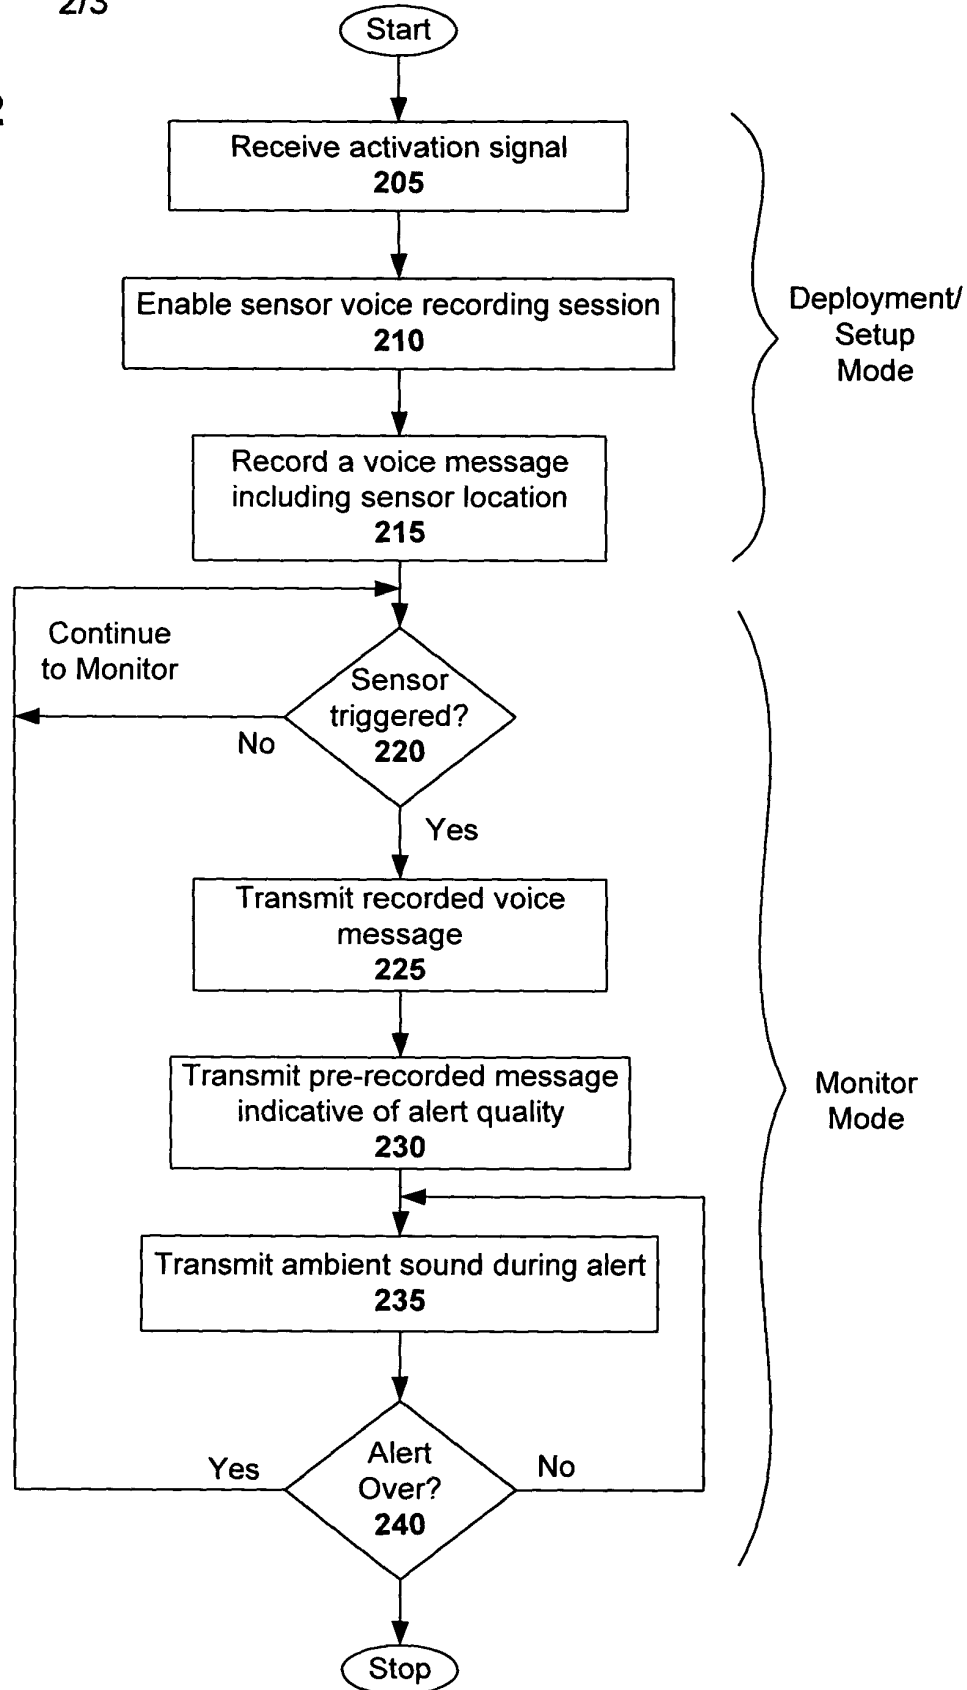 2/3
2
Start
Receive activation signal
205
Enable sensor voice recording session
210
Deployment/
Setup
Mode
Record a voice message
including sensor location
215
Continue
to Monitor
Sensor
triggered?
220
No
Yes
Transmit recorded voice
message
225
Transmit pre-recorded message
indicative of alert quality
230
Monitor
Mode
Transmit ambient sound during alert
235
Alert
Over?
240
Yes
No
Stop